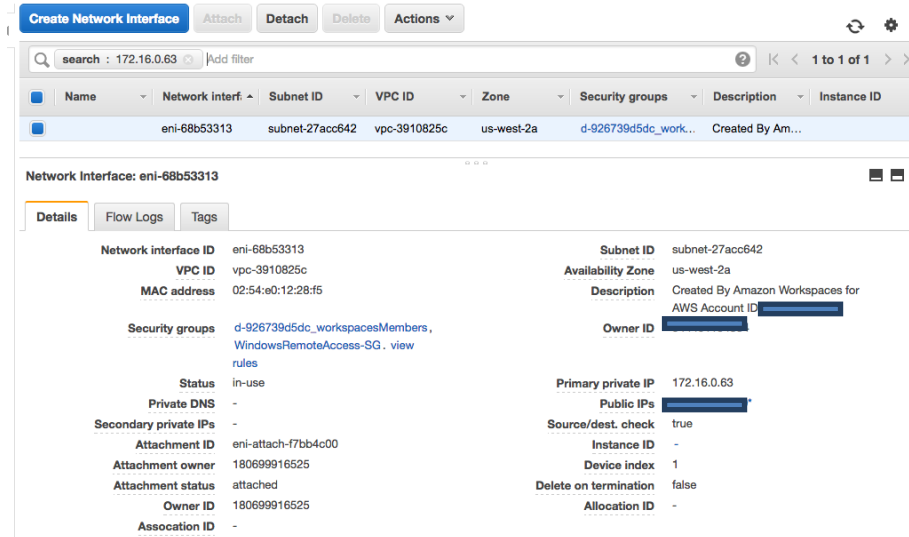 Create Network Interface Attach Detach Delete Actions
search : 172.16.0.63 Add filter 1 to 1 of 1
Name Network interf Subnet ID VPC ID Zone Security groups Description Instance ID
eni-68b53313 subnet-27acc642 vpc-3910825c us-west-2a d-926739d5dc_work... Created By Am...
Network Interface: eni-68b53313
Details Flow Logs Tags
Network interface ID eni-68b53313 Subnet ID subnet-27acc642
VPC ID vpc-3910825c Availability Zone us-west-2a
MAC address 02:54:e0:12:28:f5 Description Created By Amazon Workspaces for
AWS Account ID
Security groups d-926739d5dc_workspacesMembers, Owner ID
WindowsRemoteAccess-SG. view
rules
Status in-use Primary private IP 172.16.0.63
Private DNS - Public IPs *
Secondary private IPs - Source/dest. check true
Attachment ID eni-attach-f7bb4c00 Instance ID -
Attachment owner 180699916525 Device index 1
Attachment status attached Delete on termination false
Owner ID 180699916525 Allocation ID -
Assocation ID -